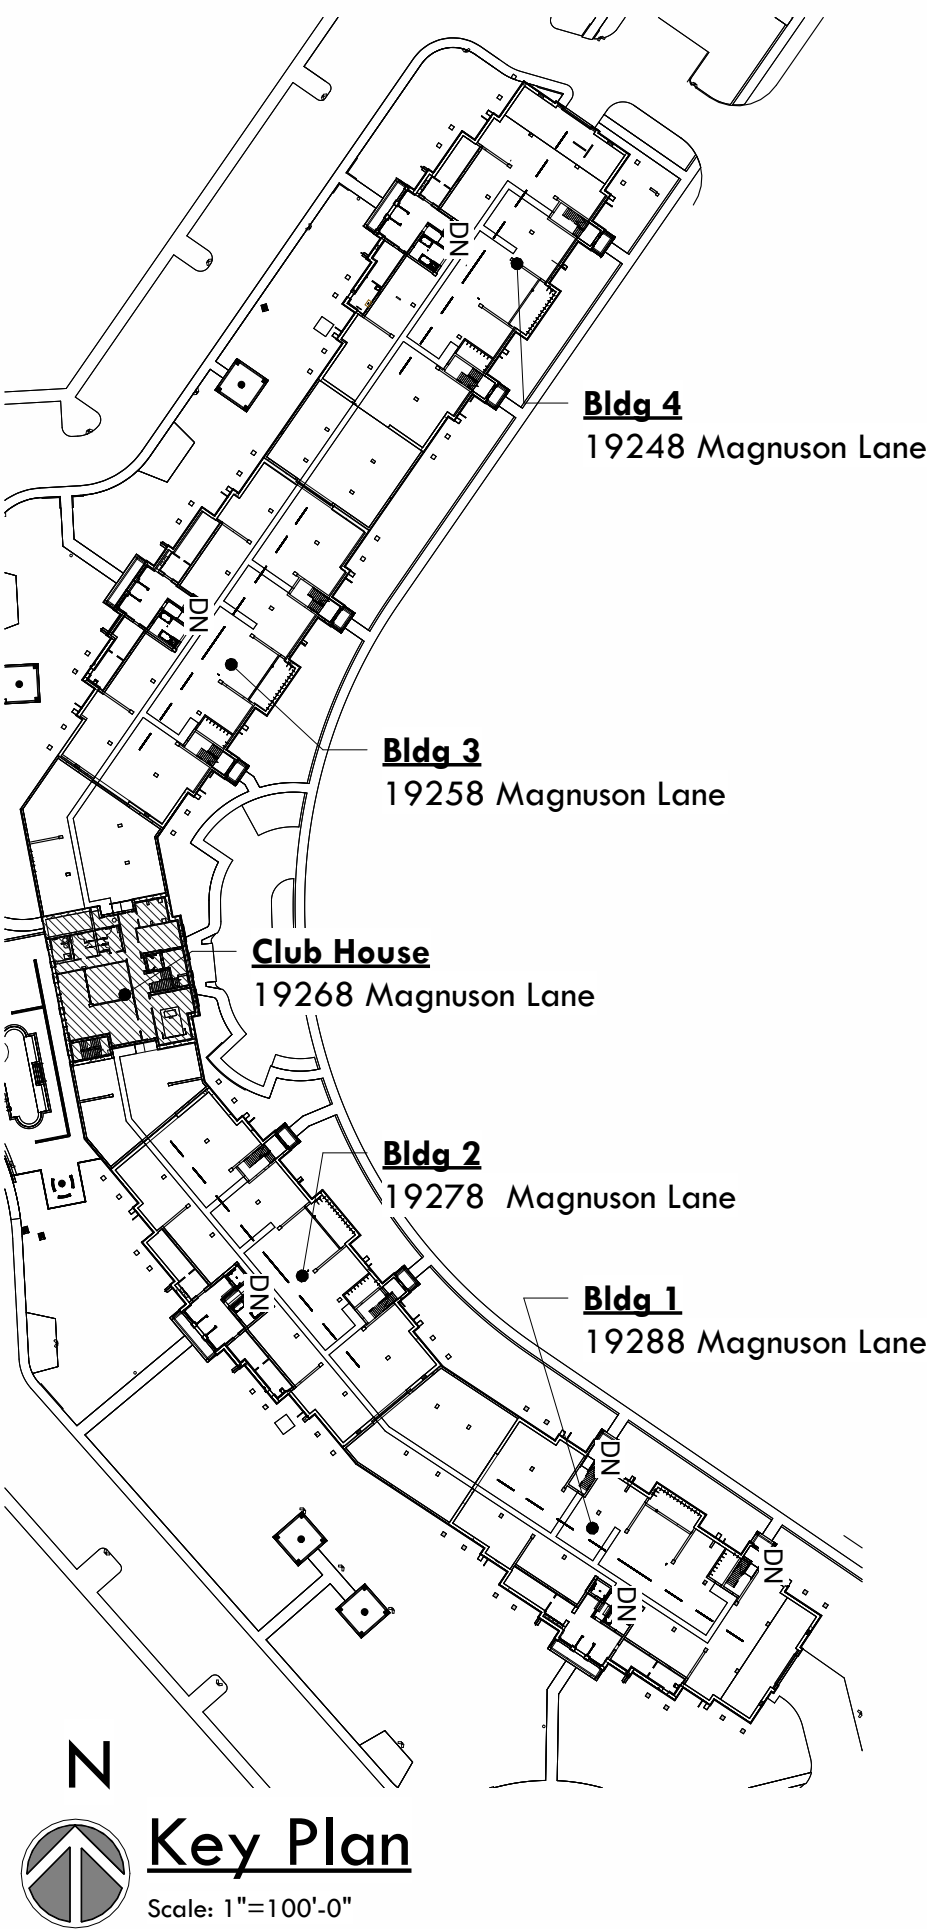 DN
Bldg 4
19248 Magnuson Lane
DN
Bldg 3
19258 Magnuson Lane
Club House
19268 Magnuson Lane
Bldg 2
19278 Magnuson Lane
DN
Bldg 1
19288 Magnuson Lane
DN
DN
DN
N
Key Plan
Scale: 1"=100'-0"